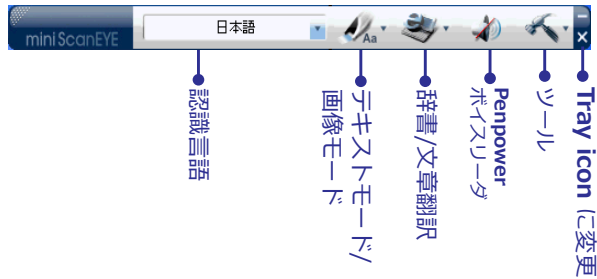 mini ScanEYE
日本語
Aa
認識言語
テキストモード/
画像モード
辞書/文章翻訳
Penpower
ボイスリーダ
ツール
Tray icon に変更